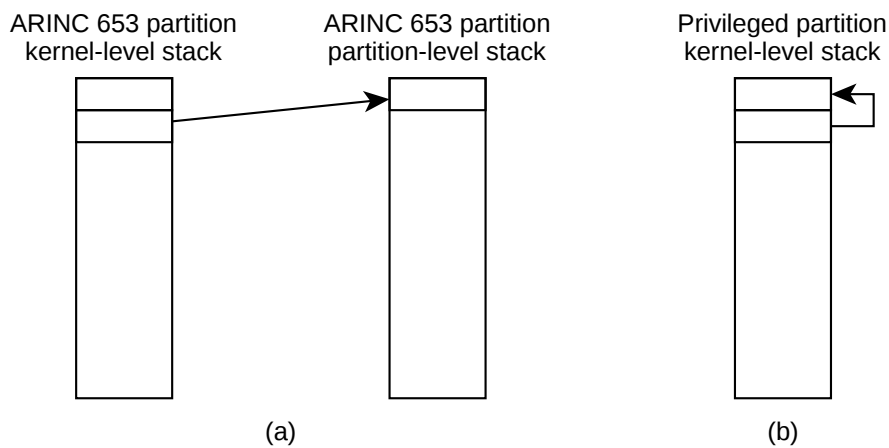 ARINC 653 partition
kernel-level stack
ARINC 653 partition
partition-level stack
Privileged partition
kernel-level stack
(a)
(b)